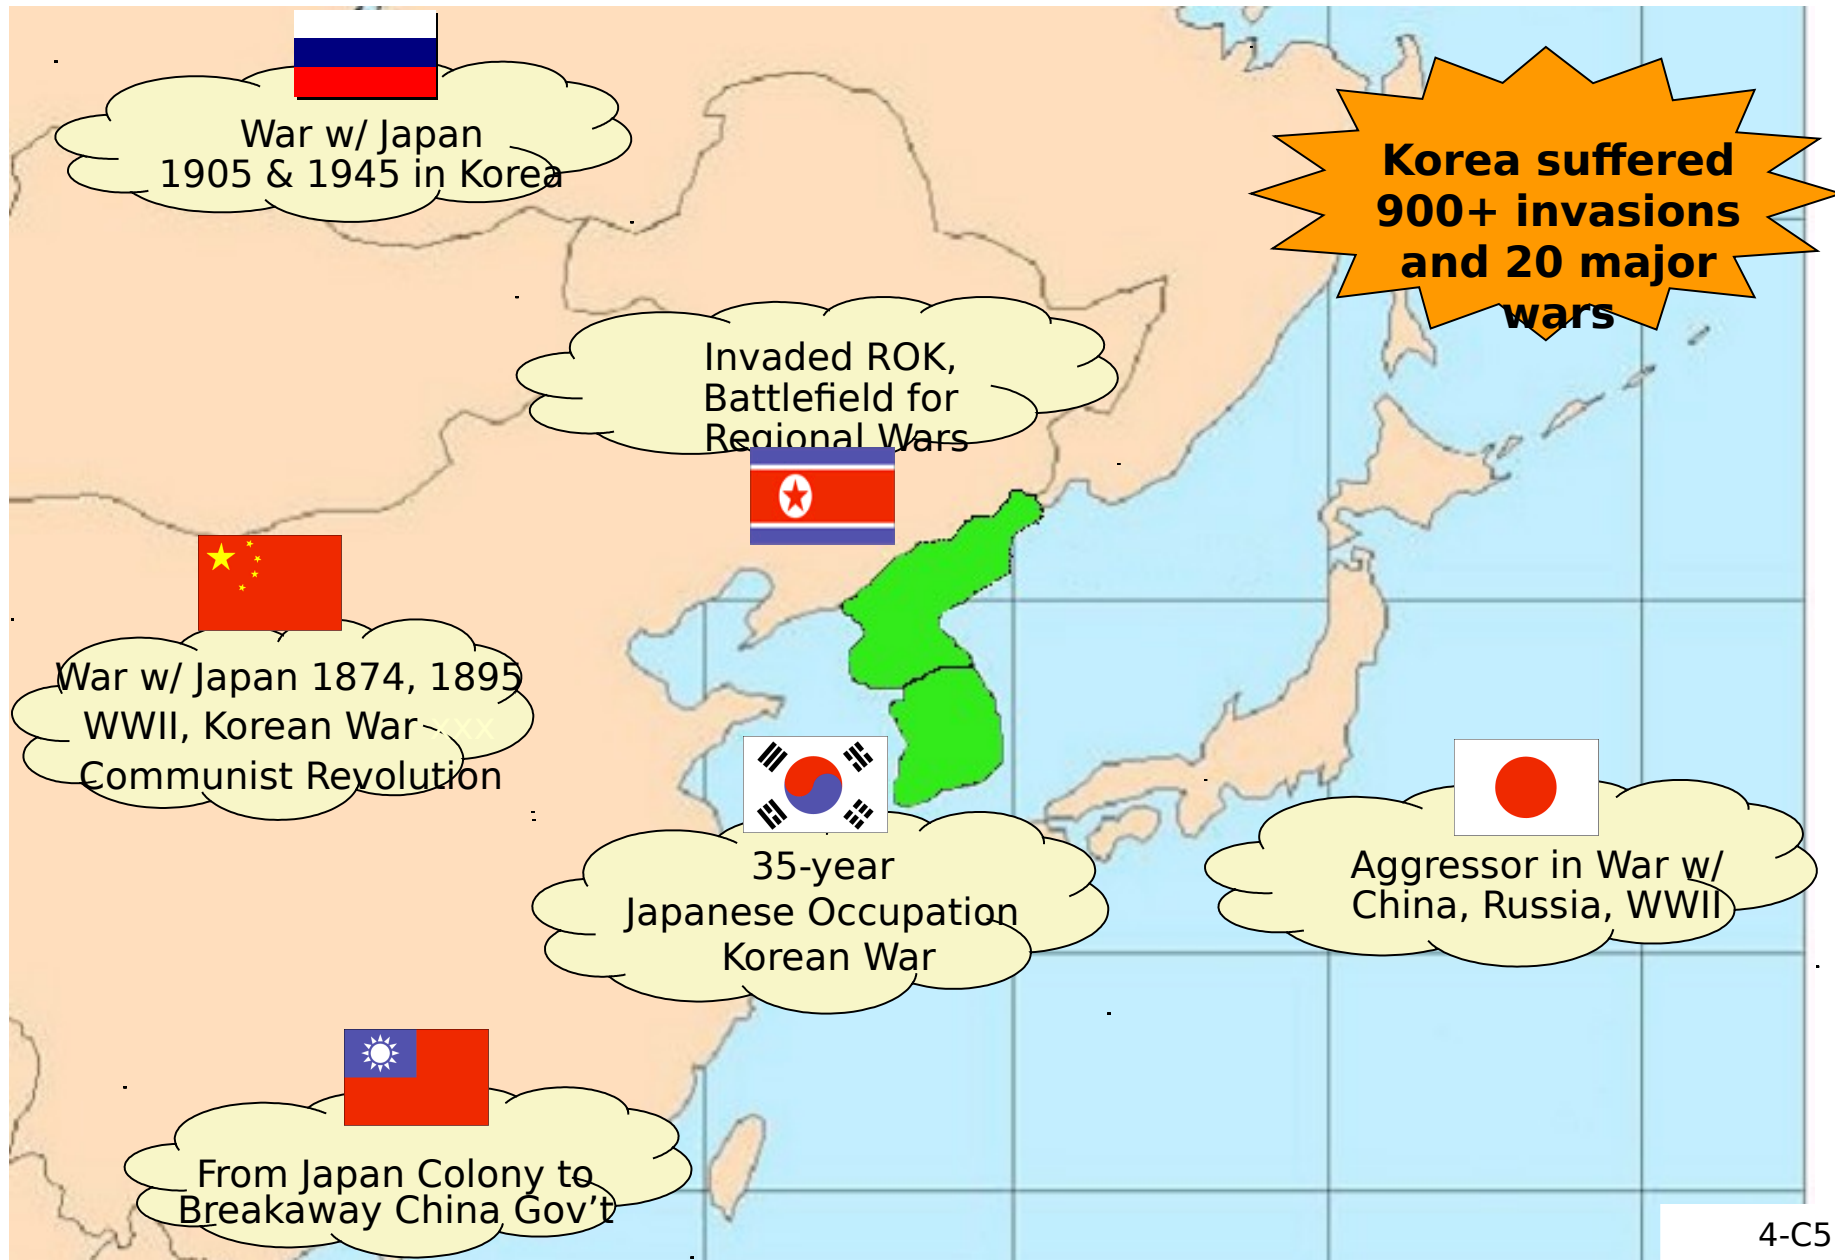 War w/ Japan
1905 & 1945 in Korea
Korea suffered
900+ invasions
and 20 major
wars
Invaded ROK,
Battlefield for
Regional Wars
War w/ Japan 1874, 1895
WWII, Korean War xxx
Communist Revolution
35-year
Japanese Occupation
Korean War
Aggressor in War w/
China, Russia, WWII
From Japan Colony to
Breakaway China Gov’t
4-C5